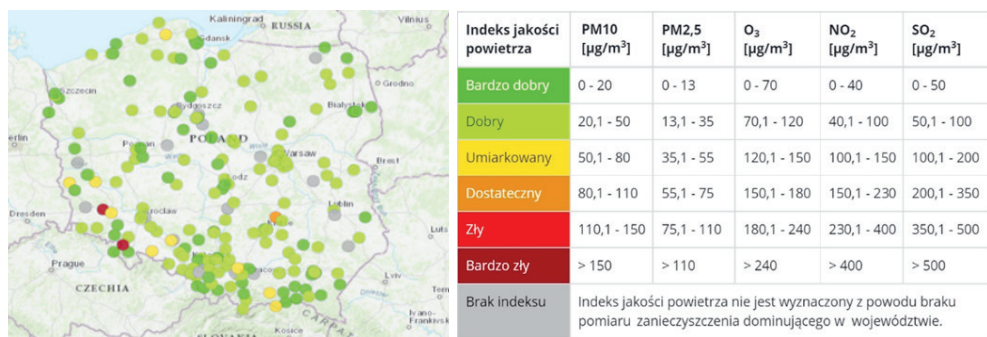 Kaliningrad
RUSSIA
Vilnius
Gdansk
Grodno
Szczecin
Bydgoszcz
Bialystok
POLAND
Poznan
Warsaw
Brest
Lodz
Lublin
Wroclaw
Dresden
Prague
CZECHIA
Lviv
Kosice
Ivano-
Frankivsk
CARPAT
Indeks jakości powietrza PM10 [µg/m³] PM2,5 [µg/m³] O₃ [µg/m³] NO₂ [µg/m³] SO₂ [µg/m³]
Bardzo dobry 0 - 20 0 - 13 0 - 70 0 - 40 0 - 50
Dobry 20,1 - 50 13,1 - 35 70,1 - 120 40,1 - 100 50,1 - 100
Umiarkowany 50,1 - 80 35,1 - 55 120,1 - 150 100,1 - 150 100,1 - 200
Dostateczny 80,1 - 110 55,1 - 75 150,1 - 180 150,1 - 230 200,1 - 350
Zły 110,1 - 150 75,1 - 110 180,1 - 240 230,1 - 400 350,1 - 500
Bardzo zły > 150 > 110 > 240 > 400 > 500
Brak indeksu Indeks jakości powietrza nie jest wyznaczony z powodu braku
pomiaru zanieczyszczenia dominującego w województwie.